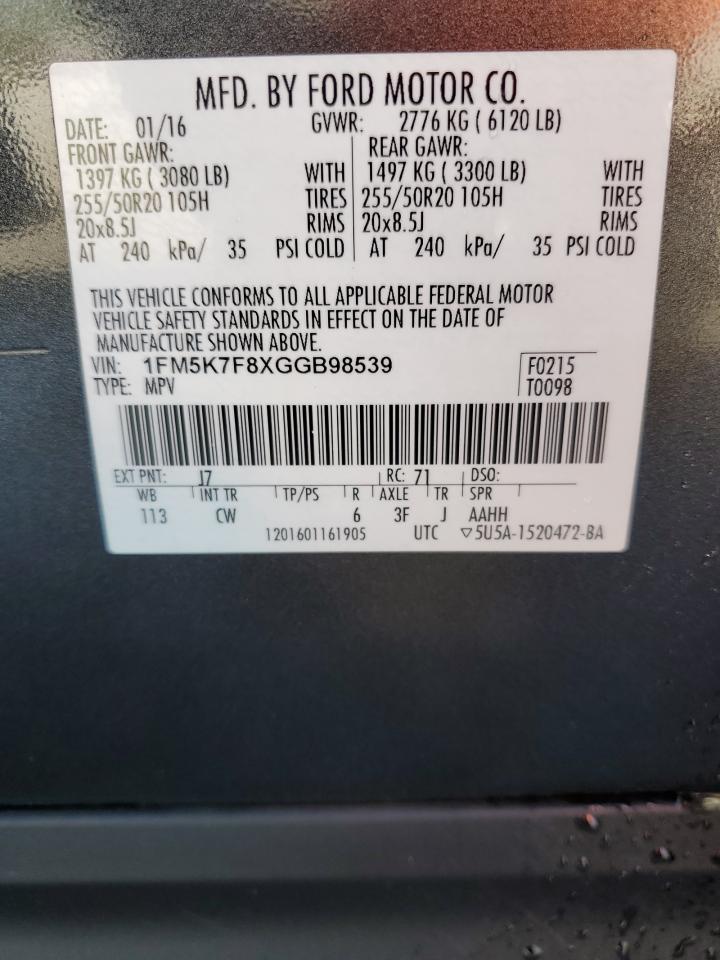 MFD. BY FORD MOTOR CO.
DATE: 01/16 GVWR: 2776 KG ( 6120 LB)
FRONT GAWR: REAR GAWR:
1397 KG ( 3080 LB) WITH 1497 KG ( 3300 LB) WITH
255/50R20 105H TIRES 255/50R20 105H TIRES
20x8.5J RIMS 20x8.5J RIMS
AT 240 kPa/ 35 PSI COLD AT 240 kPa/ 35 PSI COLD
THIS VEHICLE CONFORMS TO ALL APPLICABLE FEDERAL MOTOR
VEHICLE SAFETY STANDARDS IN EFFECT ON THE DATE OF
MANUFACTURE SHOWN ABOVE.
VIN: 1FM5K7F8XGGB98539 F0215
TYPE: MPV T0098
EXT PNT: J7 RC: 71 DSO:
WB INT TR TP/PS R AXLE TR SPR
113 CW 6 3F J AAHH
1201601161905 UTC ▽5U5A-1520472-BA